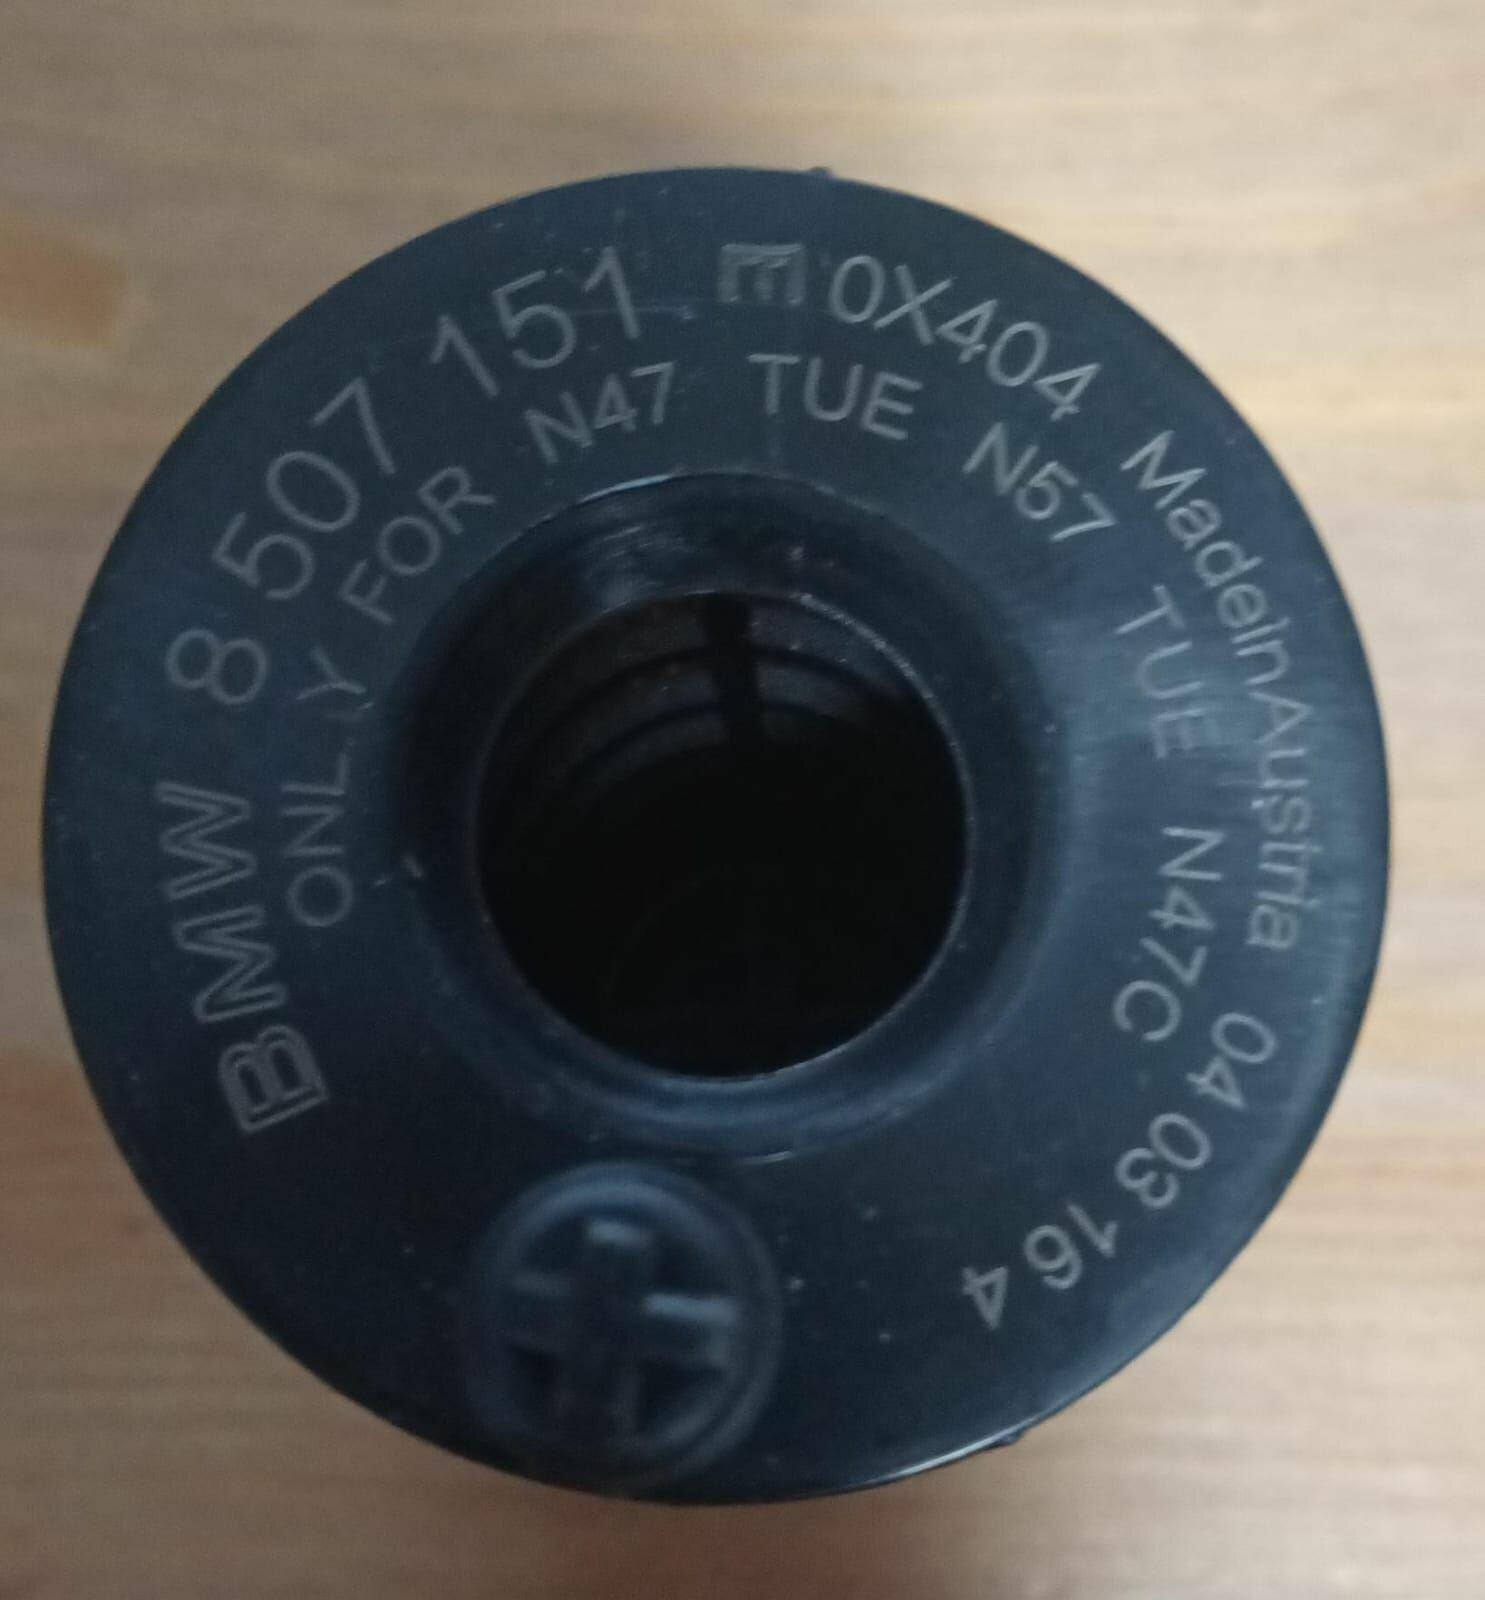 BMW 8 507 151 0X404 MadeinAustria 04 03 16 4
ONLY FOR N47 TUE N57 TUE N47C